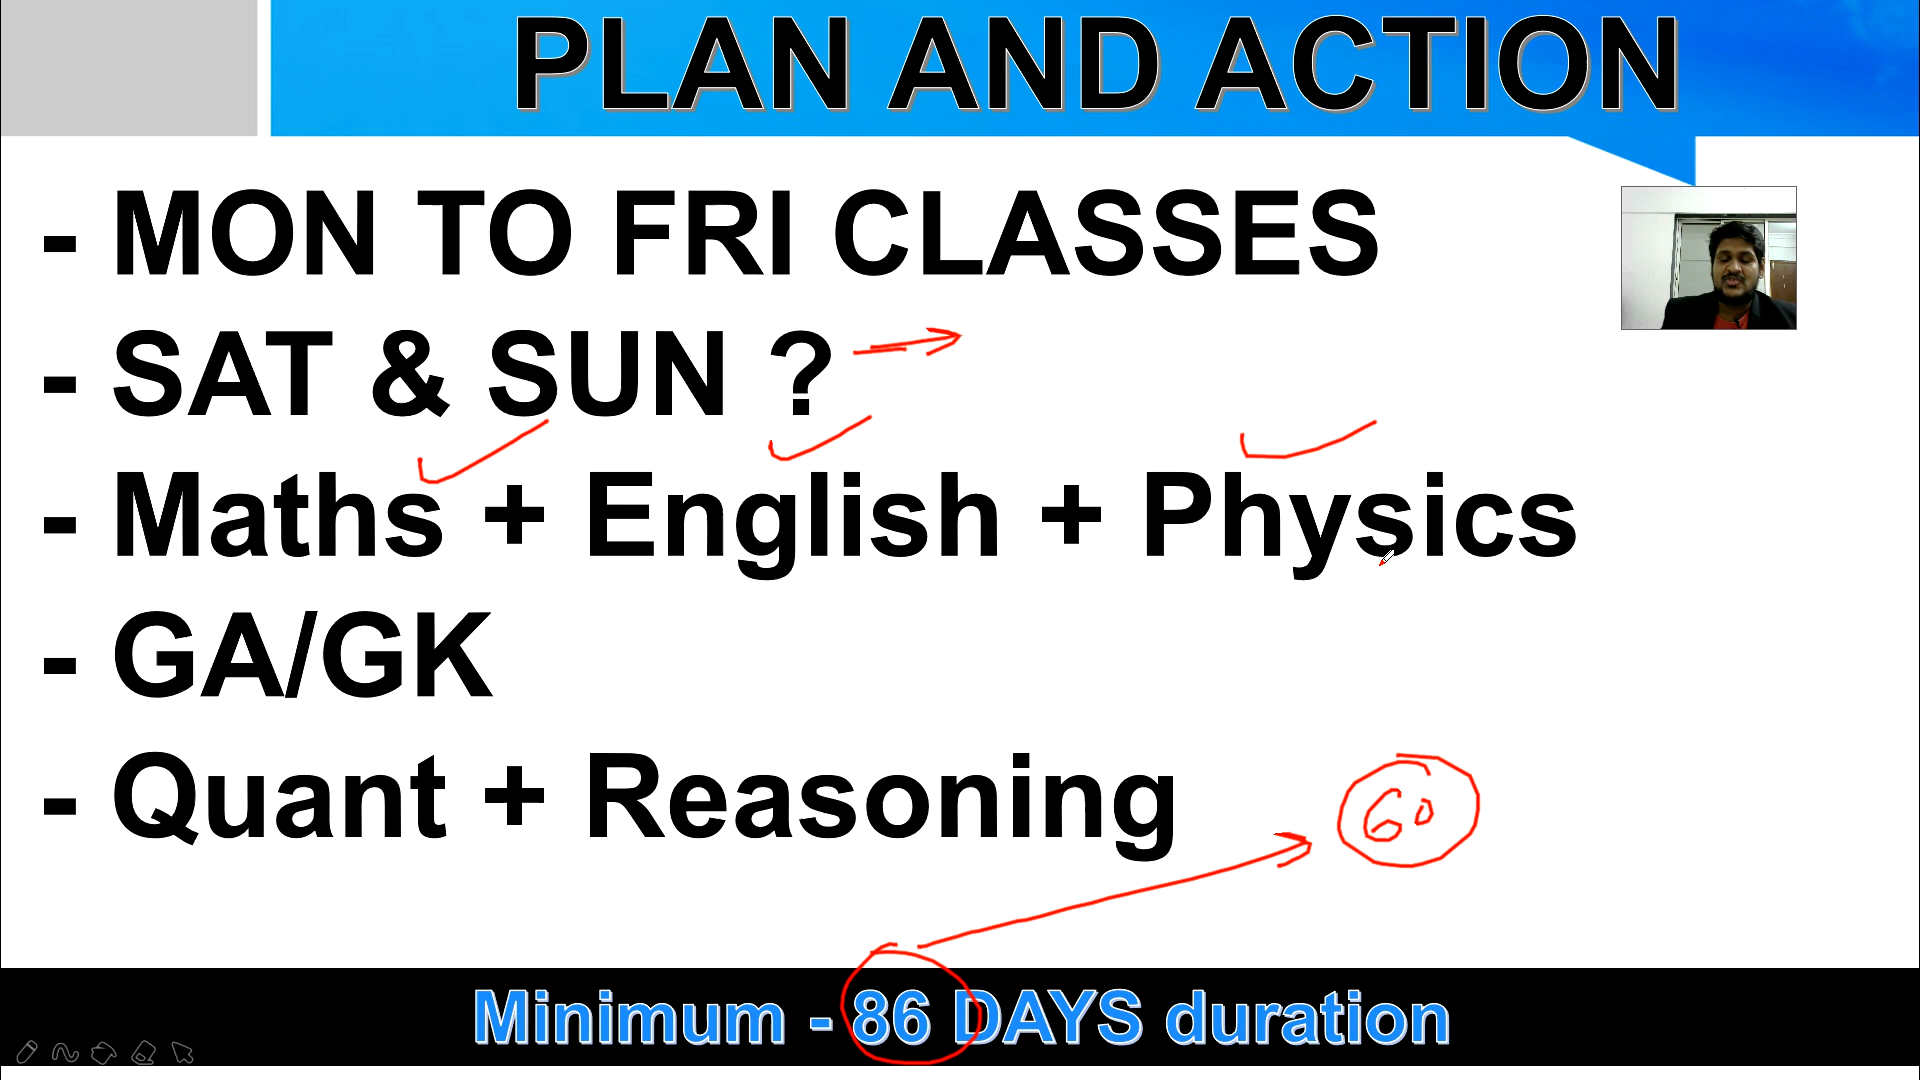 PLAN AND ACTION
- MON TO FRI CLASSES
- SAT & SUN ?
- Maths + English + Physics
- GA/GK
- Quant + Reasoning
60
Minimum - 86 DAYS duration